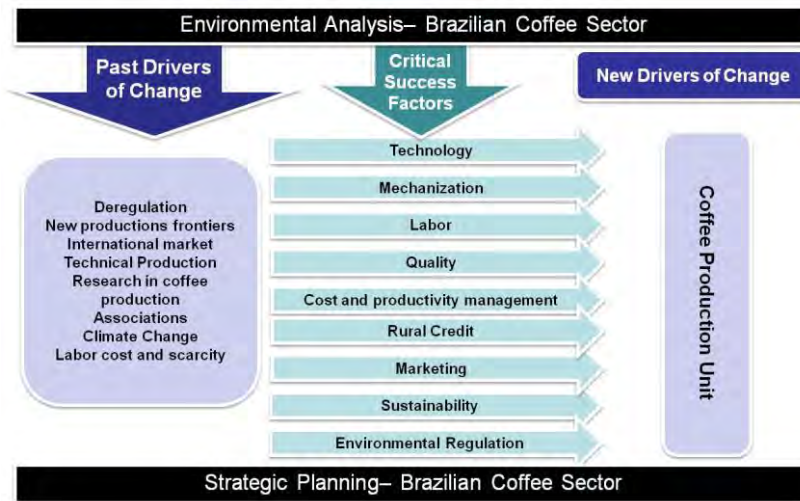 Environmental Analysis– Brazilian Coffee Sector
Past Drivers
of Change
Critical
Success
Factors
New Drivers of Change
Deregulation
New productions frontiers
International market
Technical Production
Research in coffee
production
Associations
Climate Change
Labor cost and scarcity
Technology
Mechanization
Labor
Quality
Cost and productivity management
Rural Credit
Marketing
Sustainability
Environmental Regulation
Coffee Production Unit
Strategic Planning– Brazilian Coffee Sector